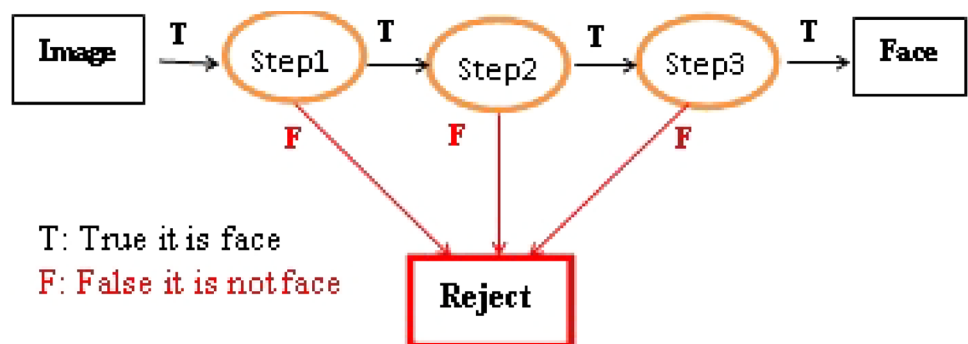 Image
T
Step1
T
Step2
T
Step3
T
Face
F
F
F
T: True it is face
F: False it is not face
Reject